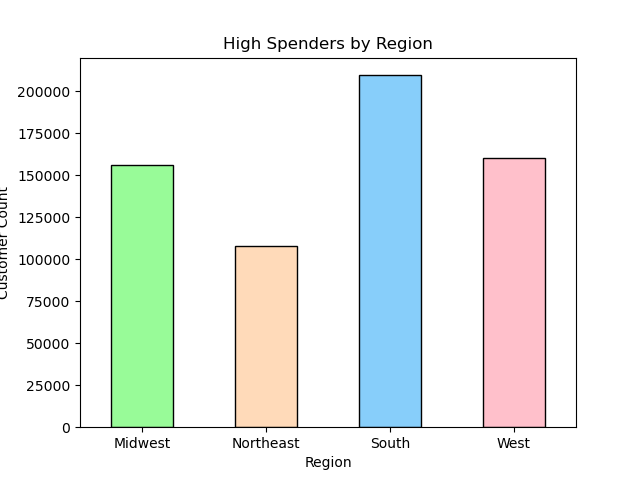 High Spenders by Region
Customer Count
200000
175000
150000
125000
100000
75000
50000
25000
0
Midwest Northeast South West
Region